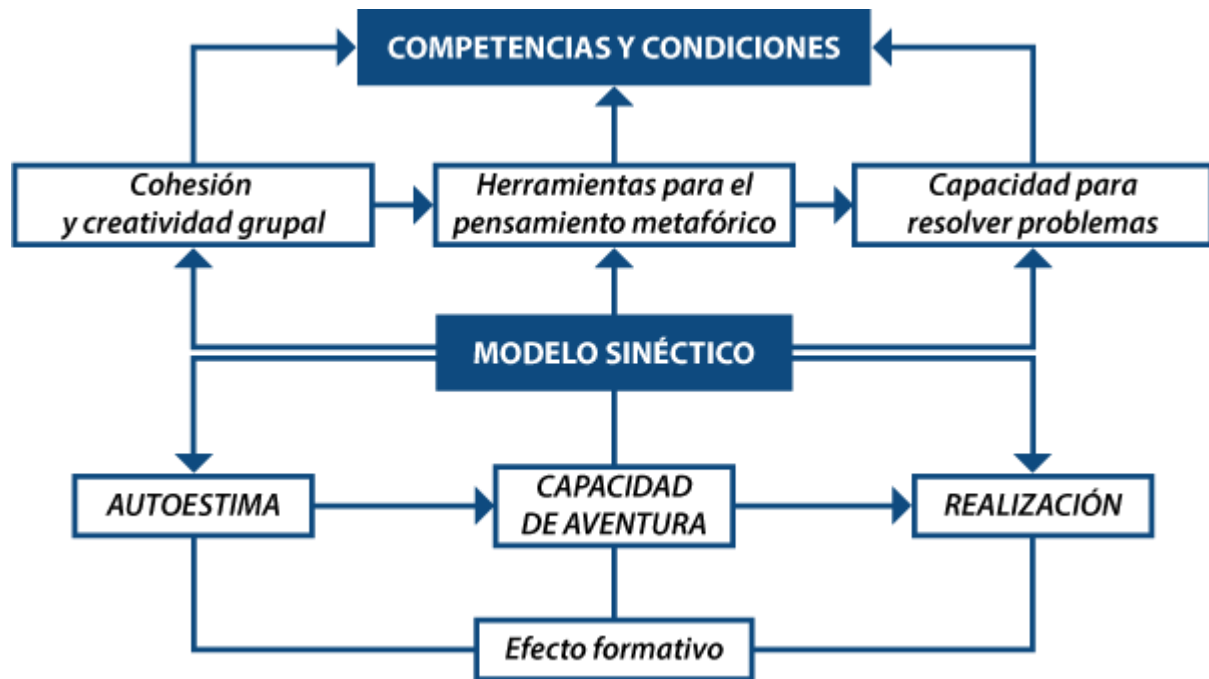 COMPETENCIAS Y CONDICIONES
Cohesión
y creatividad grupal
Herramientas para el
pensamiento metafórico
Capacidad para
resolver problemas
MODELO SINÉCTICO
AUTOESTIMA
CAPACIDAD
DE AVENTURA
REALIZACIÓN
Efecto formativo